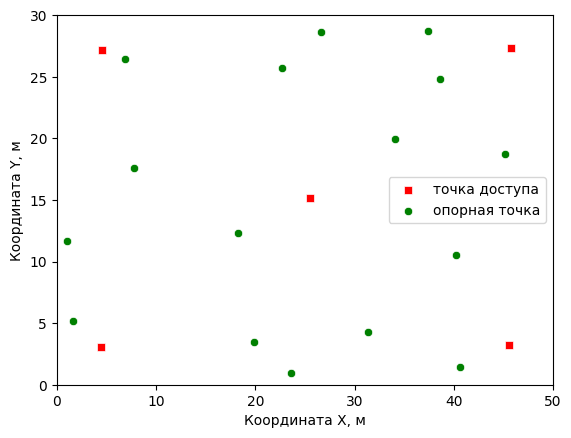 30
25
20
15
10
5
0
Координата Y, м
точка доступа
опорная точка
0 10 20 30 40 50
Координата X, м